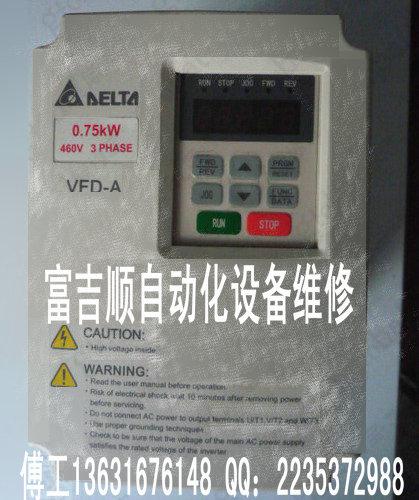 RUN STOP JOG FWD REV
DELTA
0.75kW
460V 3 PHASE
VFD-A
FWD
REV
PRGM
RESET
JOG
FUNC
DATA
RUN
STOP
富吉顺自动化设备维修
CAUTION:
• High voltage inside.
WARNING:
• Read the user manual before operation.
• Risk of electrical shock wait 10 minutes after removing power
before servicing.
• Do not connect AC power to output terminals U/T1,V/T2 and W/T3.
• Use proper grounding techniques.
• Check to be sure that the voltage of the main AC power supply
satisfies the rated voltage of the inverter.
傅工13631676148 QQ：2235372988